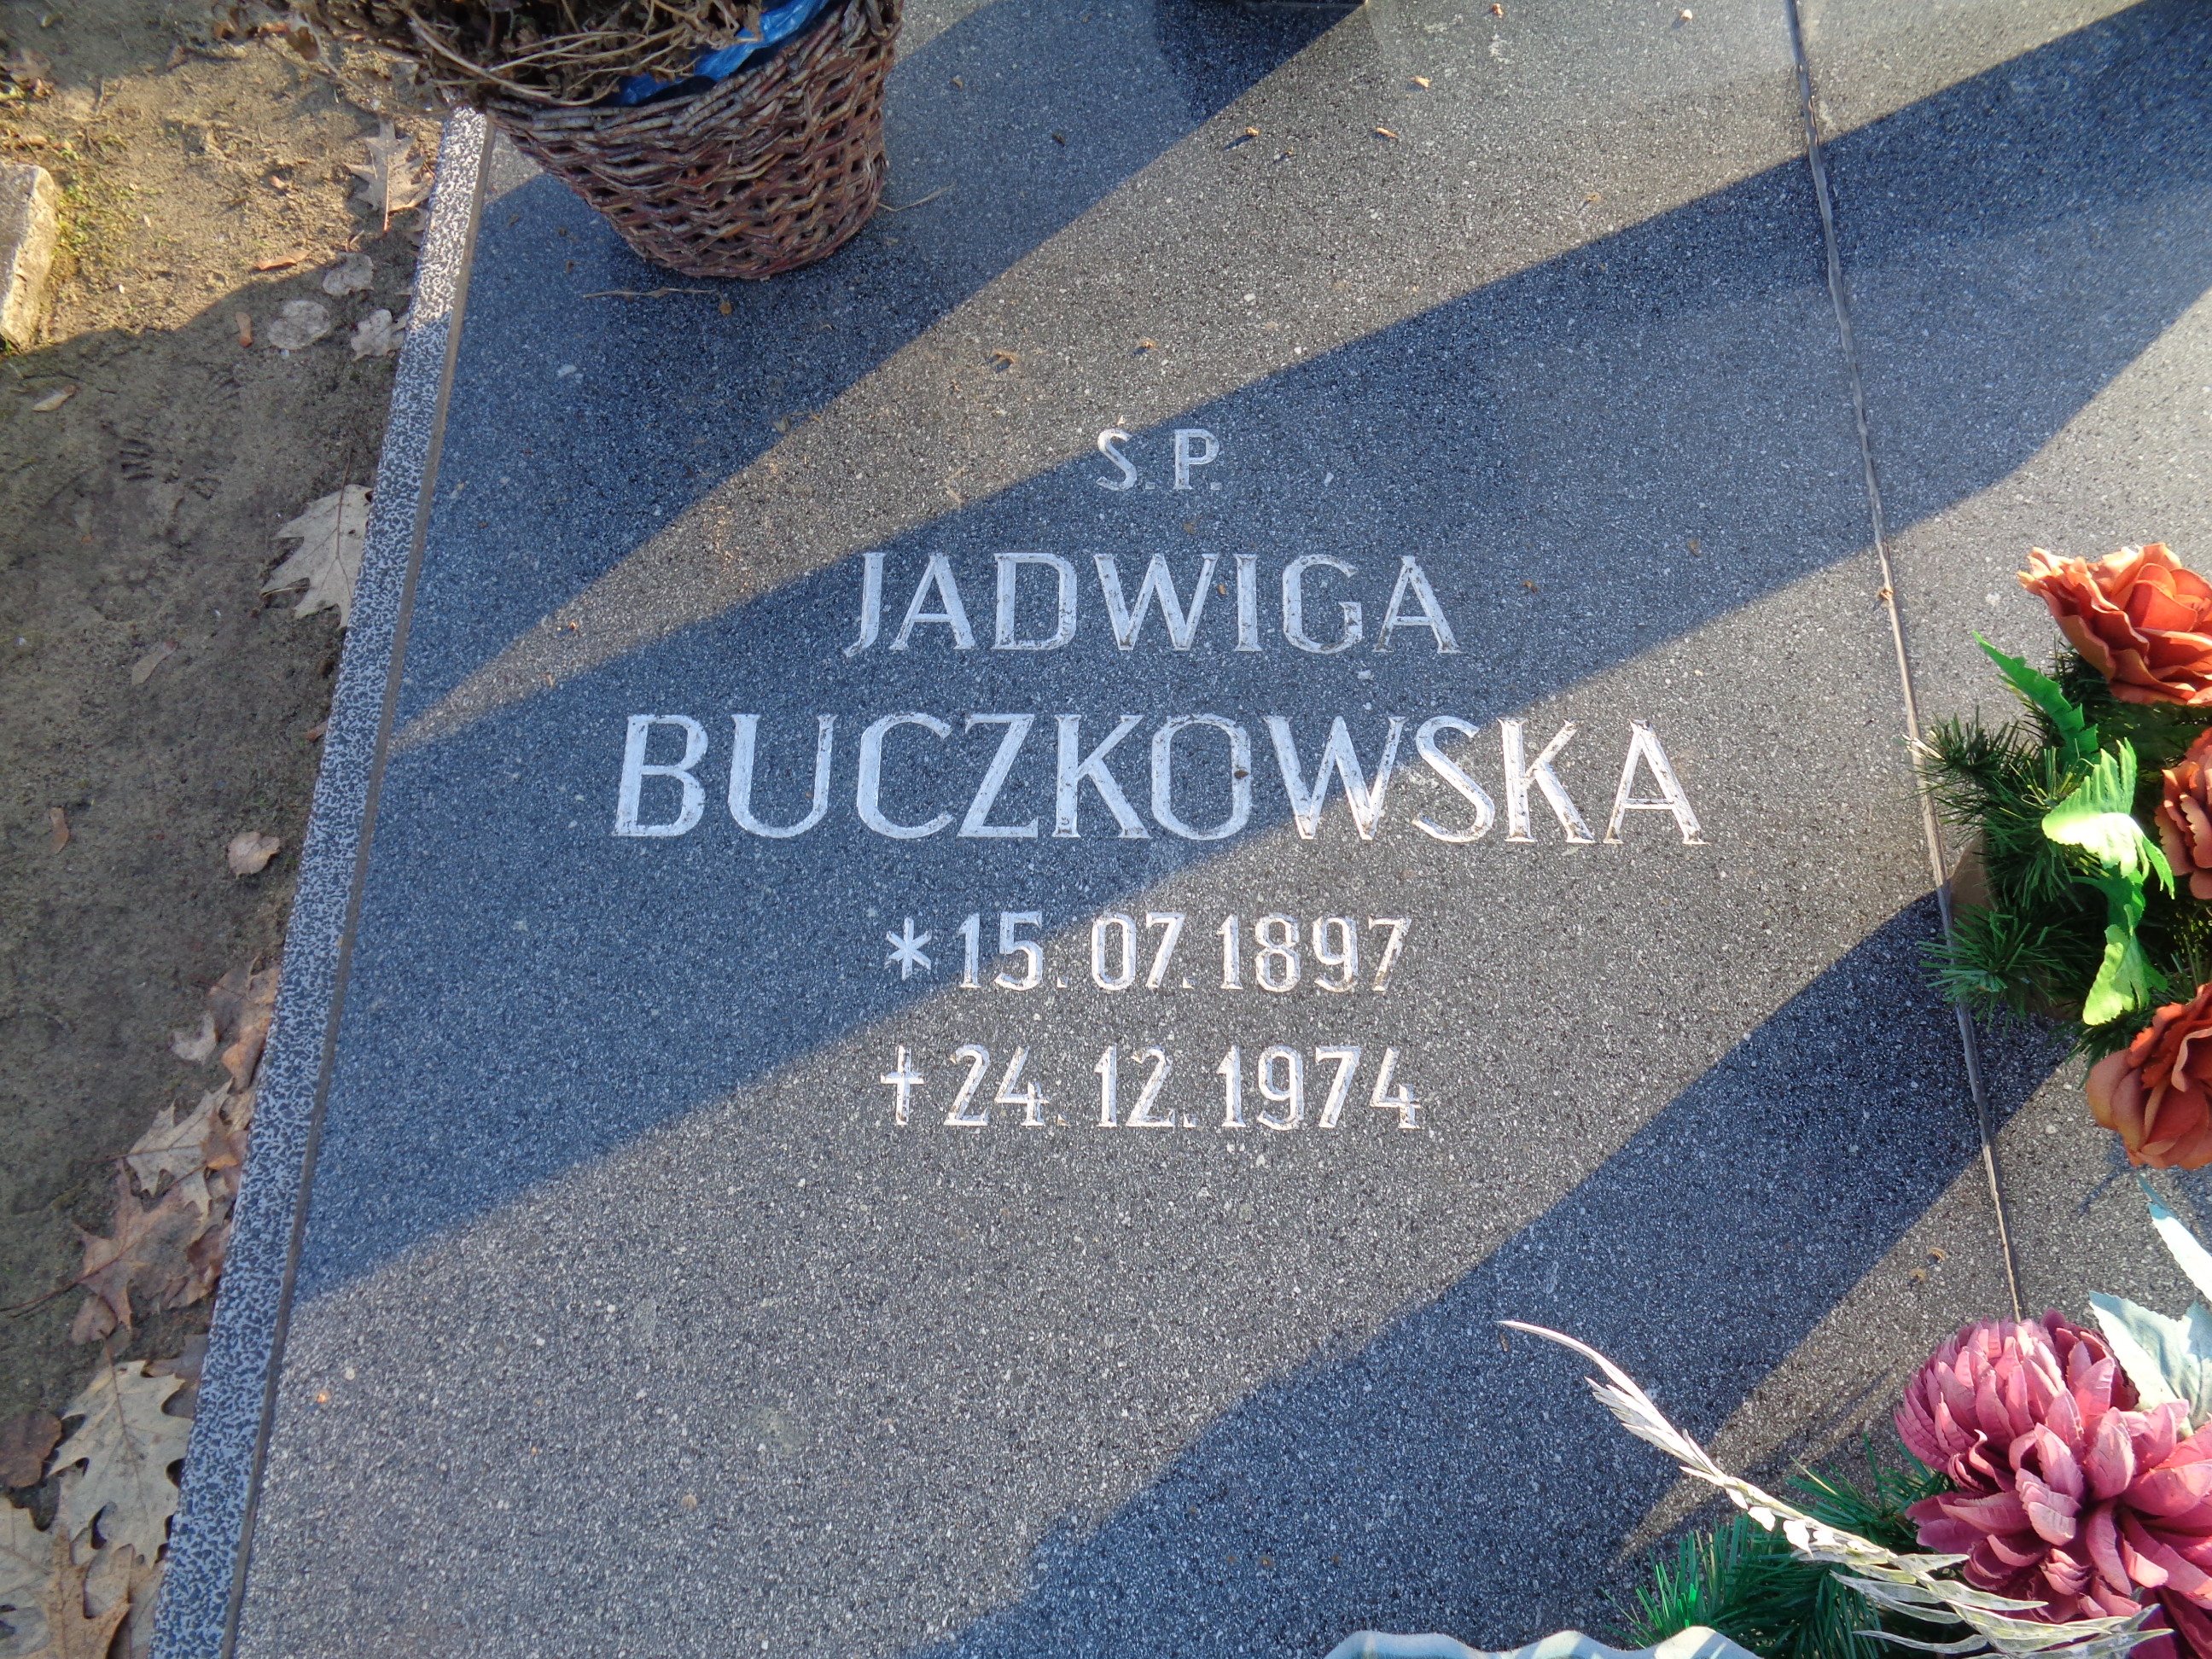 Ś.P.
JADWIGA
BUCZKOWSKA
*15.07.1897
†24.12.1974